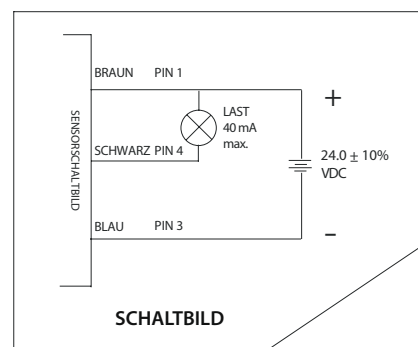 BRAUN PIN 1
+
LAST
40 mA
max.
SENSORSCHALTBILD
SCHWARZ PIN 4
24.0 ± 10%
VDC
BLAU PIN 3
–
SCHALTBILD